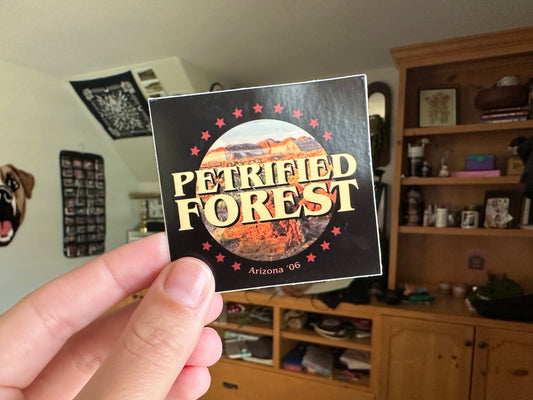 PETRIFIED
FOREST
Arizona '06